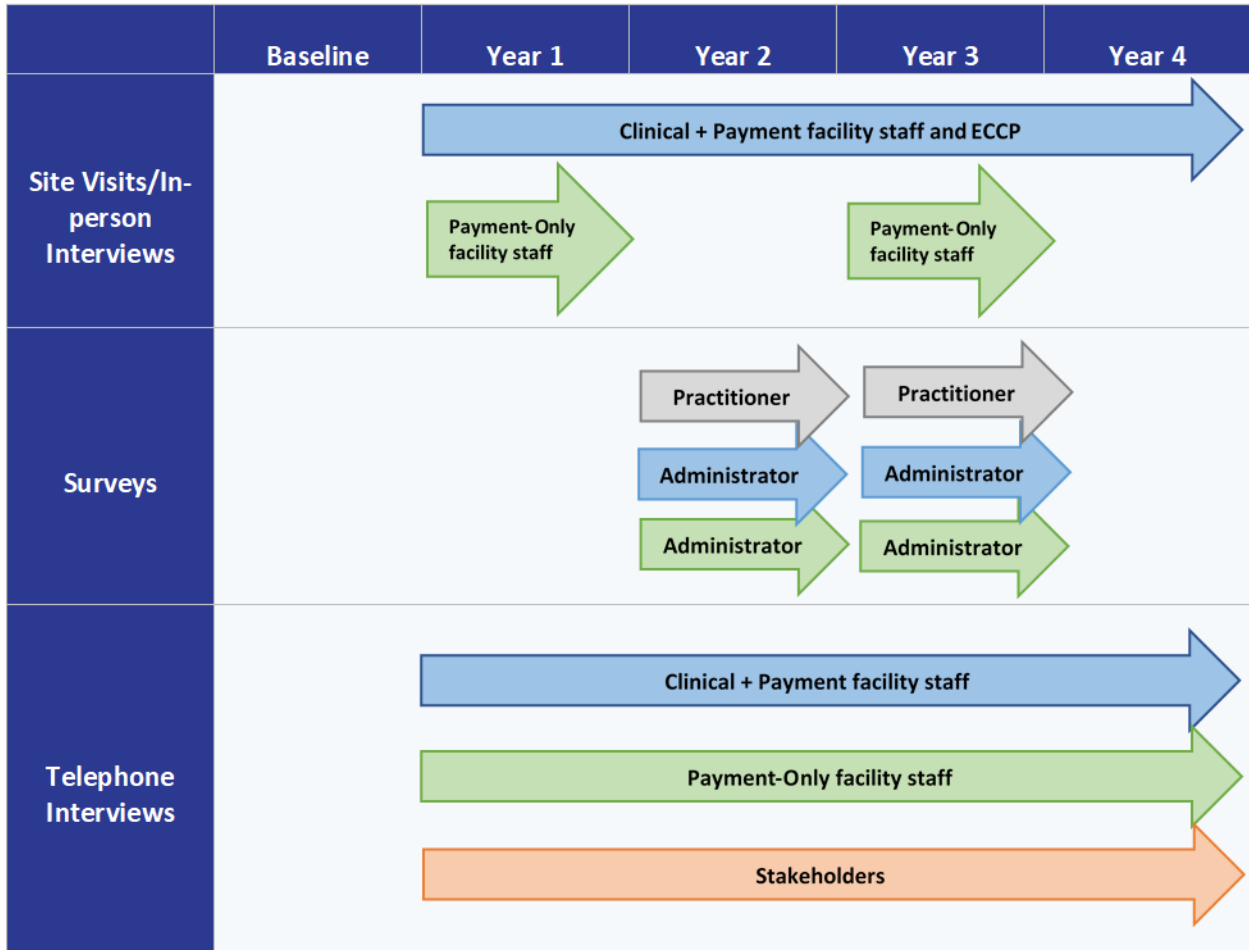 Baseline
Year 1
Year 2
Year 3
Year 4
Site Visits/In-
person
Interviews
Clinical + Payment facility staff and ECCP
Payment-Only
facility staff
Payment-Only
facility staff
Surveys
Practitioner
Practitioner
Administrator
Administrator
Administrator
Administrator
Telephone
Interviews
Clinical + Payment facility staff
Payment-Only facility staff
Stakeholders